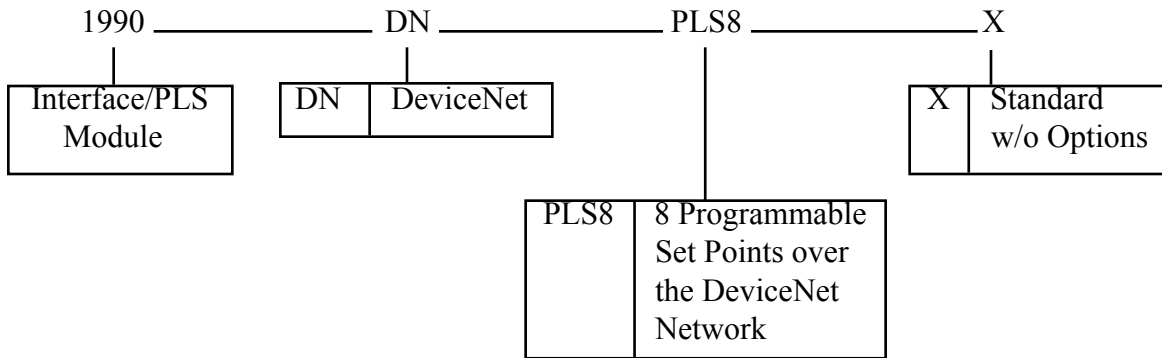 1990 DN PLS8 X
Interface/PLS
Module
DN DeviceNet
X Standard
w/o Options
PLS8 8 Programmable
Set Points over
the DeviceNet
Network